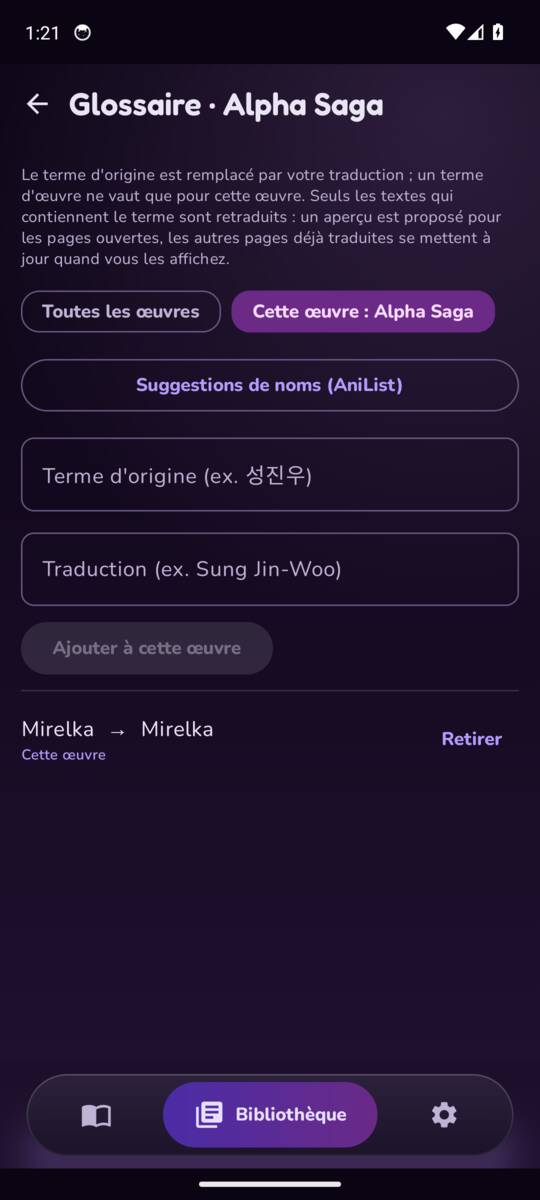 1:21
Glossaire · Alpha Saga
Le terme d'origine est remplacé par votre traduction ; un terme
d'œuvre ne vaut que pour cette œuvre. Seuls les textes qui
contiennent le terme sont retraduits : un aperçu est proposé pour
les pages ouvertes, les autres pages déjà traduites se mettent à
jour quand vous les affichez.
Toutes les œuvres
Cette œuvre : Alpha Saga
Suggestions de noms (AniList)
Terme d'origine (ex. 성진우)
Traduction (ex. Sung Jin-Woo)
Ajouter à cette œuvre
Mirelka → Mirelka
Cette œuvre
Retirer
Bibliothèque